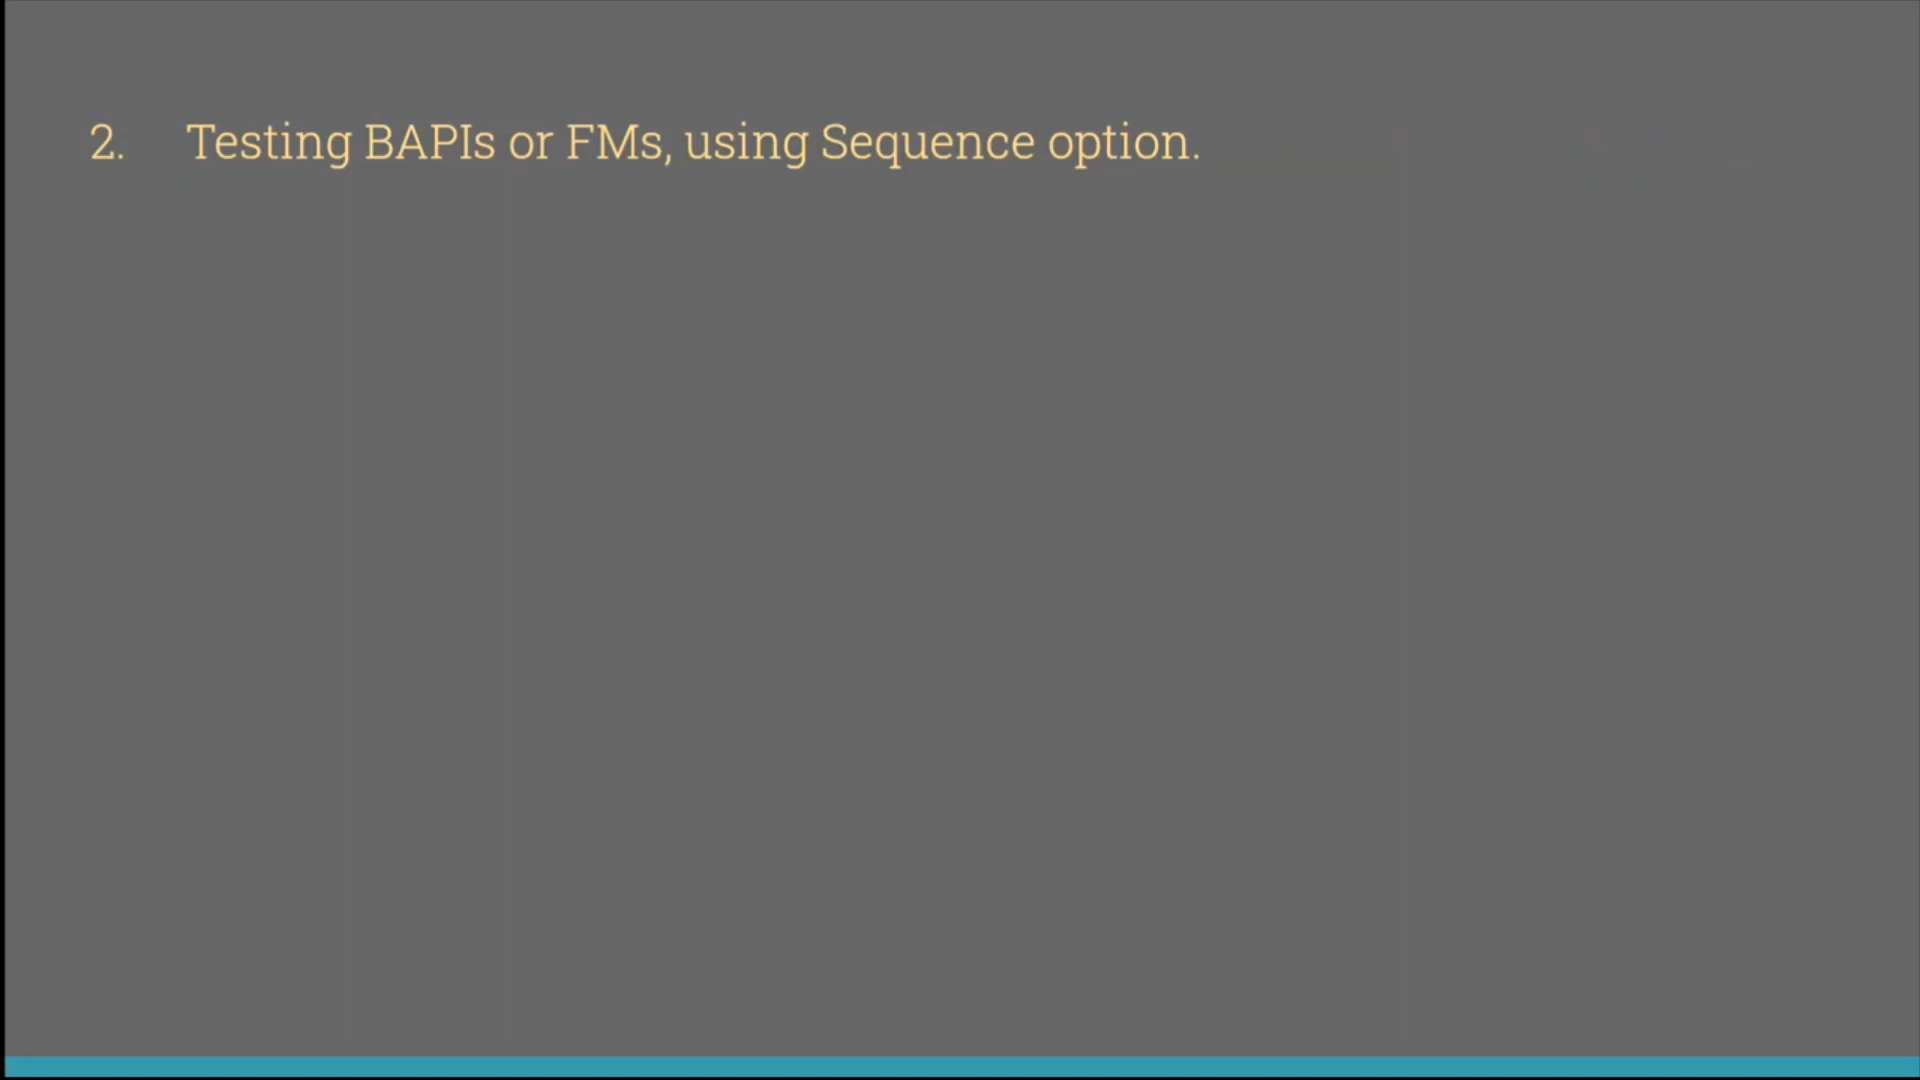 2. Testing BAPIs or FMs, using Sequence option.